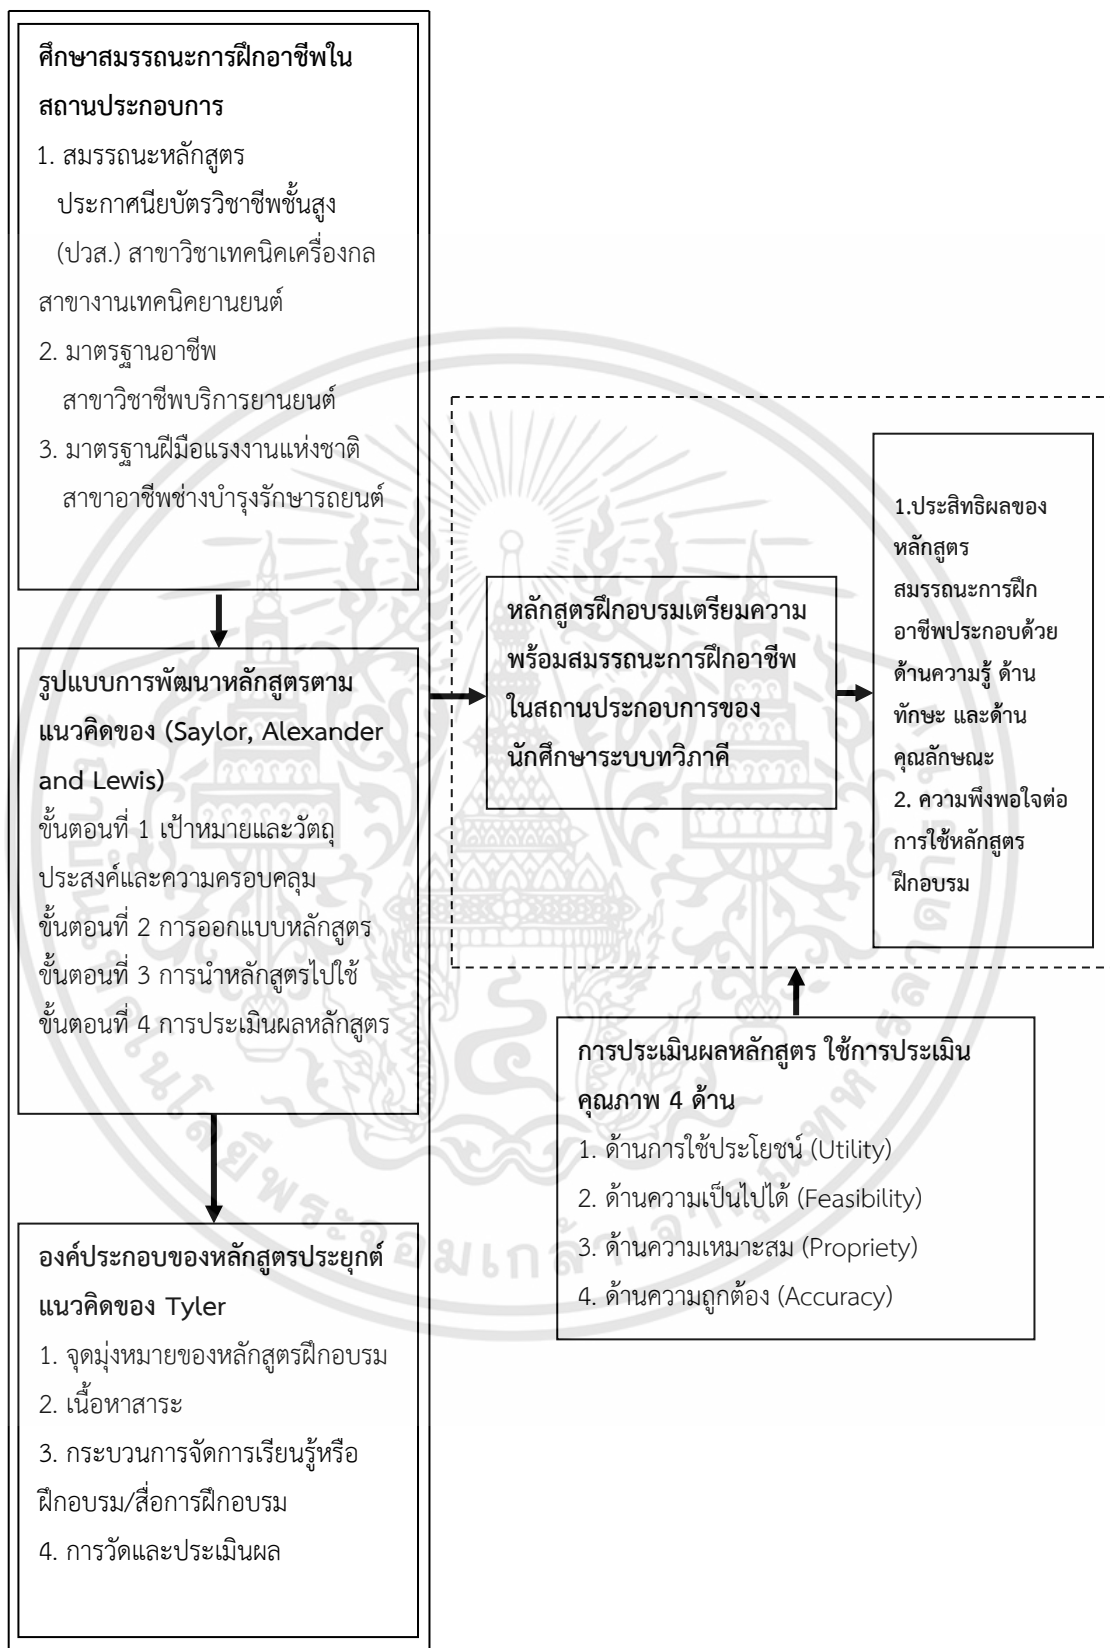 ศึกษาสมรรถนะการฝึกอาชีพใน
สถานประกอบการ
1. สมรรถนะหลักสูตร
ประกาศนียบัตรวิชาชีพชั้นสูง
(ปวส.) สาขาวิชาเทคนิคเครื่องกล
สาขางานเทคนิคยานยนต์
2. มาตรฐานอาชีพ
สาขาวิชาชีพบริการยานยนต์
3. มาตรฐานฝีมือแรงงานแห่งชาติ
สาขาอาชีพช่างบำรุงรักษารถยนต์
รูปแบบการพัฒนาหลักสูตรตาม
แนวคิดของ (Saylor, Alexander
and Lewis)
ขั้นตอนที่ 1 เป้าหมายและวัตถุ
ประสงค์และความครอบคลุม
ขั้นตอนที่ 2 การออกแบบหลักสูตร
ขั้นตอนที่ 3 การนำหลักสูตรไปใช้
ขั้นตอนที่ 4 การประเมินผลหลักสูตร
องค์ประกอบของหลักสูตรประยุกต์
แนวคิดของ Tyler
1. จุดมุ่งหมายของหลักสูตรฝึกอบรม
2. เนื้อหาสาระ
3. กระบวนการจัดการเรียนรู้หรือ
ฝึกอบรม/สื่อการฝึกอบรม
4. การวัดและประเมินผล
หลักสูตรฝึกอบรมเตรียมความ
พร้อมสมรรถนะการฝึกอาชีพ
ในสถานประกอบการของ
นักศึกษาระบบทวิภาคี
1.ประสิทธิผลของ
หลักสูตร
สมรรถนะการฝึก
อาชีพประกอบด้วย
ด้านความรู้ ด้าน
ทักษะ และด้าน
คุณลักษณะ
2. ความพึงพอใจต่อ
การใช้หลักสูตร
ฝึกอบรม
การประเมินผลหลักสูตร ใช้การประเมิน
คุณภาพ 4 ด้าน
1. ด้านการใช้ประโยชน์ (Utility)
2. ด้านความเป็นไปได้ (Feasibility)
3. ด้านความเหมาะสม (Propriety)
4. ด้านความถูกต้อง (Accuracy)